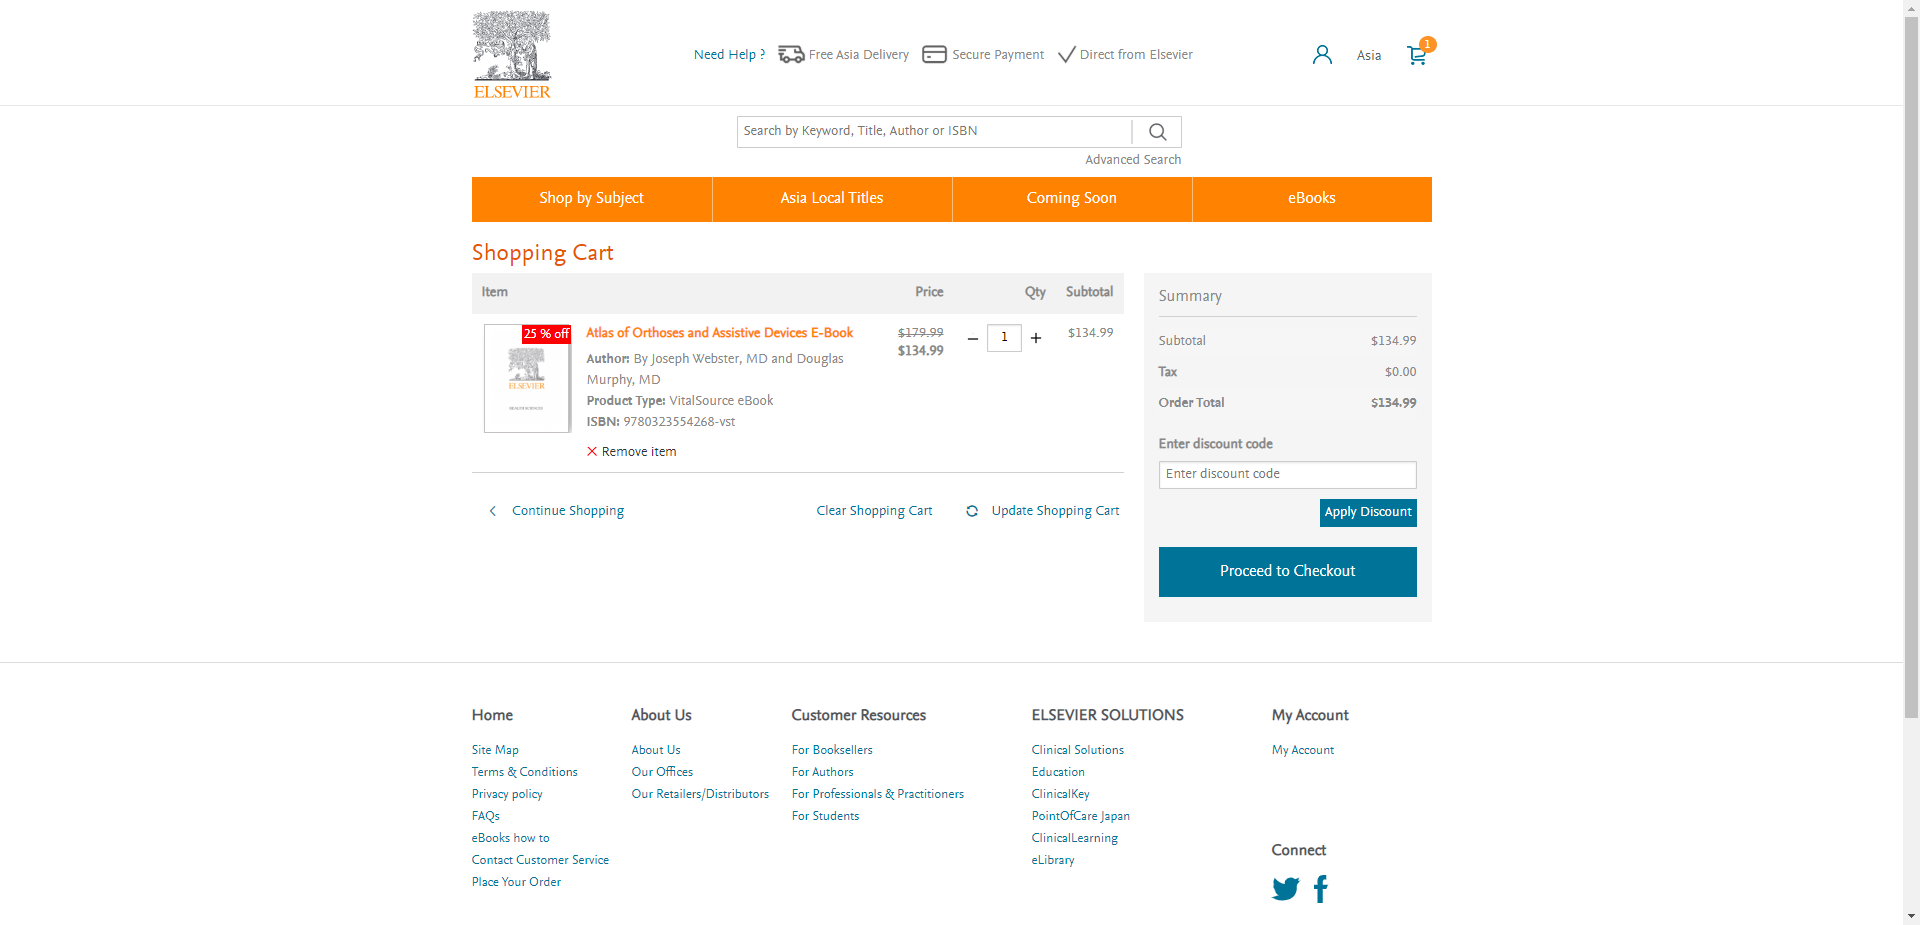 ELSEVIER
Need Help ? Free Asia Delivery Secure Payment Direct from Elsevier
Asia 1
Search by Keyword, Title, Author or ISBN
Advanced Search
Shop by Subject Asia Local Titles Coming Soon eBooks
Shopping Cart
Item Price Qty Subtotal
25 % off
ELSEVIER
HEALTH SCIENCES
Atlas of Orthoses and Assistive Devices E-Book
Author: By Joseph Webster, MD and Douglas
Murphy, MD
Product Type: VitalSource eBook
ISBN: 9780323554268-vst
Remove item
$179.99
$134.99
1
$134.99
Continue Shopping Clear Shopping Cart Update Shopping Cart
Summary
Subtotal $134.99
Tax $0.00
Order Total $134.99
Enter discount code
Enter discount code
Apply Discount
Proceed to Checkout
Home
Site Map
Terms & Conditions
Privacy policy
FAQs
eBooks how to
Contact Customer Service
Place Your Order
About Us
About Us
Our Offices
Our Retailers/Distributors
Customer Resources
For Booksellers
For Authors
For Professionals & Practitioners
For Students
ELSEVIER SOLUTIONS
Clinical Solutions
Education
ClinicalKey
PointOfCare Japan
ClinicalLearning
eLibrary
My Account
My Account
Connect